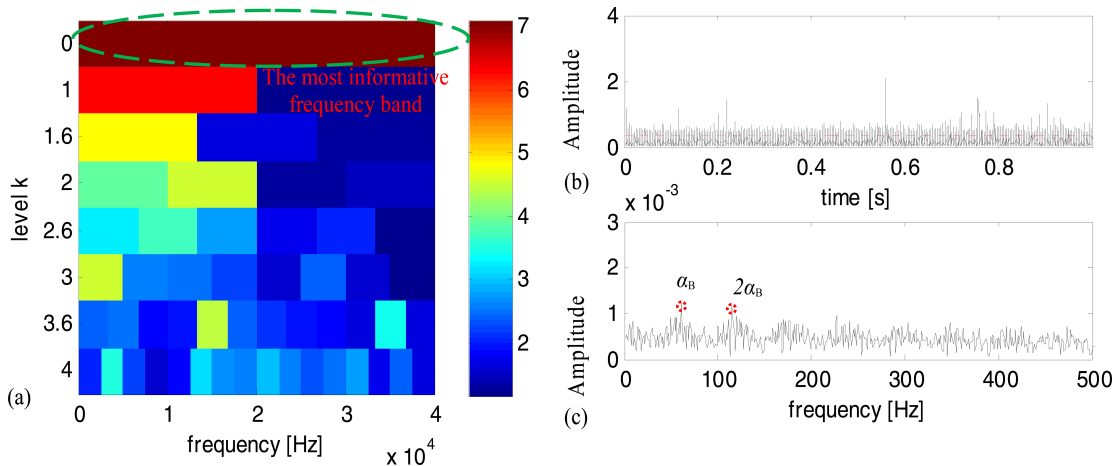 0
1
1.6
2
2.6
3
3.6
4
level k
The most informative
frequency band
0 1 2 3 4
frequency [Hz]
x 10^4
7
6
5
4
3
2
(a)
4
2
0
Amplitude
0 0.2 0.4 0.6 0.8
time [s]
(b)
x 10^-3
3
2
1
0
Amplitude
α_B
2α_B
0 100 200 300 400 500
frequency [Hz]
(c)